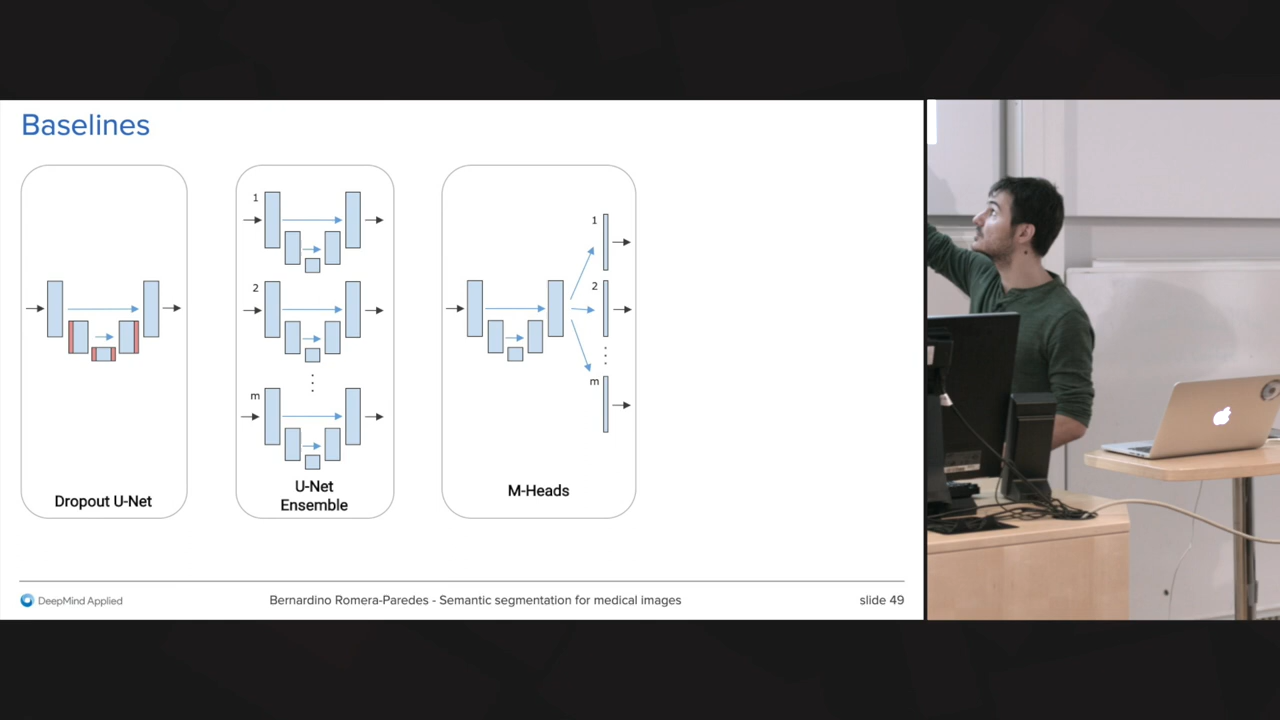 Baselines
1
2
m
Dropout U-Net
U-Net
Ensemble
1
2
m
M-Heads
DeepMind Applied
Bernardino Romera-Paredes - Semantic segmentation for medical images
slide 49